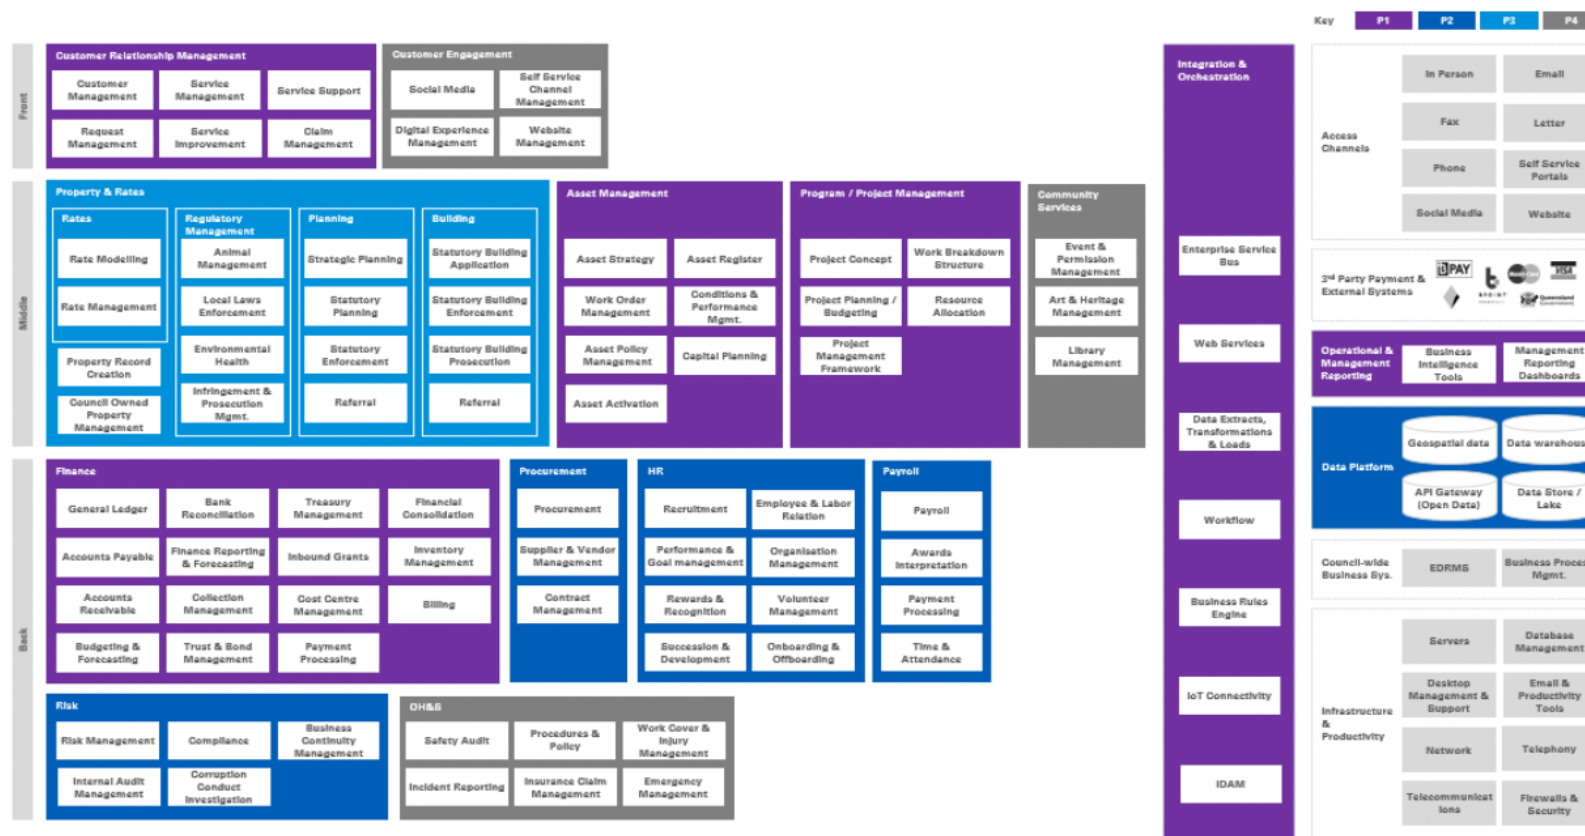 Key P1 P2 P3 P4
Front
Customer Relationship Management
Customer
Management
Service
Management
Service Support
Request
Management
Service
Improvement
Claim
Management
Customer Engagement
Social Media
Self Service
Channel
Management
Digital Experience
Management
Website
Management
Middle
Property & Rates
Rates
Rate Modelling
Rate Management
Property Record
Creation
Council Owned
Property
Management
Regulatory
Management
Animal
Management
Local Laws
Enforcement
Environmental
Health
Infringement &
Prosecution
Mgmt.
Planning
Strategic Planning
Statutory
Planning
Statutory
Enforcement
Referral
Building
Statutory Building
Application
Statutory Building
Enforcement
Statutory Building
Prosecution
Referral
Asset Management
Asset Strategy
Asset Register
Work Order
Management
Conditions &
Performance
Mgmt.
Asset Policy
Management
Capital Planning
Asset Activation
Program / Project Management
Project Concept
Work Breakdown
Structure
Project Planning /
Budgeting
Resource
Allocation
Project
Management
Framework
Community
Services
Event &
Permission
Management
Art & Heritage
Management
Library
Management
Back
Finance
General Ledger
Bank
Reconciliation
Treasury
Management
Financial
Consolidation
Accounts Payable
Finance Reporting
& Forecasting
Inbound Grants
Inventory
Management
Accounts
Receivable
Collection
Management
Cost Centre
Management
Billing
Budgeting &
Forecasting
Trust & Bond
Management
Payment
Processing
Procurement
Procurement
Supplier & Vendor
Management
Contract
Management
HR
Recruitment
Employee & Labor
Relation
Performance &
Goal management
Organisation
Management
Rewards &
Recognition
Volunteer
Management
Succession &
Development
Onboarding &
Offboarding
Payroll
Payroll
Awards
Interpretation
Payment
Processing
Time &
Attendance
Risk
Risk Management
Compliance
Business
Continuity
Management
Internal Audit
Management
Corruption
Conduct
Investigation
OH&S
Safety Audit
Procedures &
Policy
Work Cover &
Injury
Management
Incident Reporting
Insurance Claim
Management
Emergency
Management
Integration &
Orchestration
Enterprise Service
Bus
Web Services
Data Extracts,
Transformations
& Loads
Workflow
Business Rules
Engine
IoT Connectivity
IDAM
Access
Channels
In Person
Email
Fax
Letter
Phone
Self Service
Portals
Social Media
Website
3rd Party Payment &
External Systems
BPAY
VISA
Queensland
Government
Operational &
Management
Reporting
Business
Intelligence
Tools
Management
Reporting
Dashboards
Data Platform
Geospatial data
Data warehous
API Gateway
(Open Data)
Data Store /
Lake
Council-wide
Business Sys.
EDRMS
Business Proces
Mgmt.
Infrastructure
&
Productivity
Servers
Database
Management
Desktop
Management &
Support
Email &
Productivity
Tools
Network
Telephony
Telecommunicat
ions
Firewalls &
Security